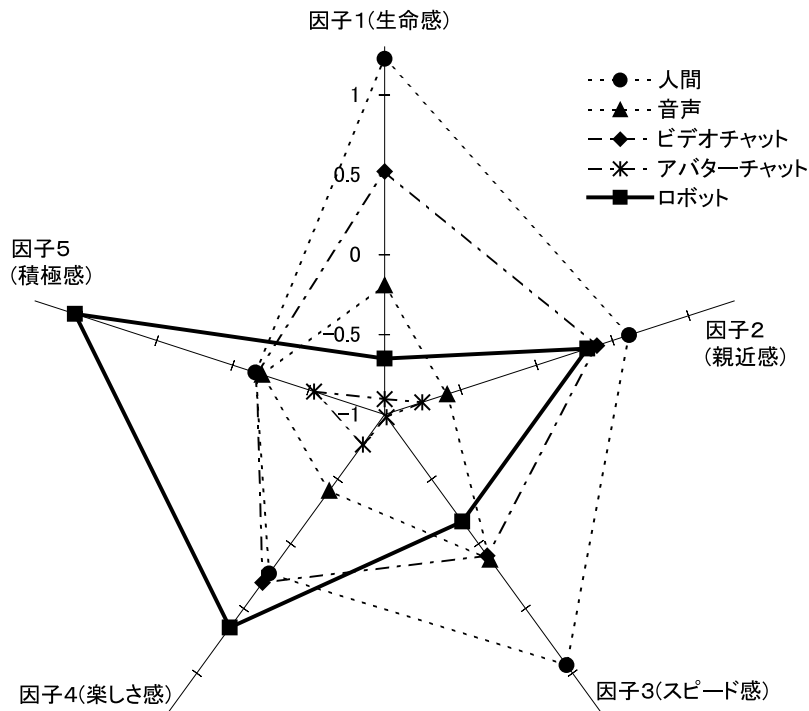 因子1(生命感)
人間
音声
ビデオチャット
アバターチャット
ロボット
1
0.5
0
-0.5
-1
因子5
(積極感)
因子2
(親近感)
因子4(楽しさ感)
因子3(スピード感)